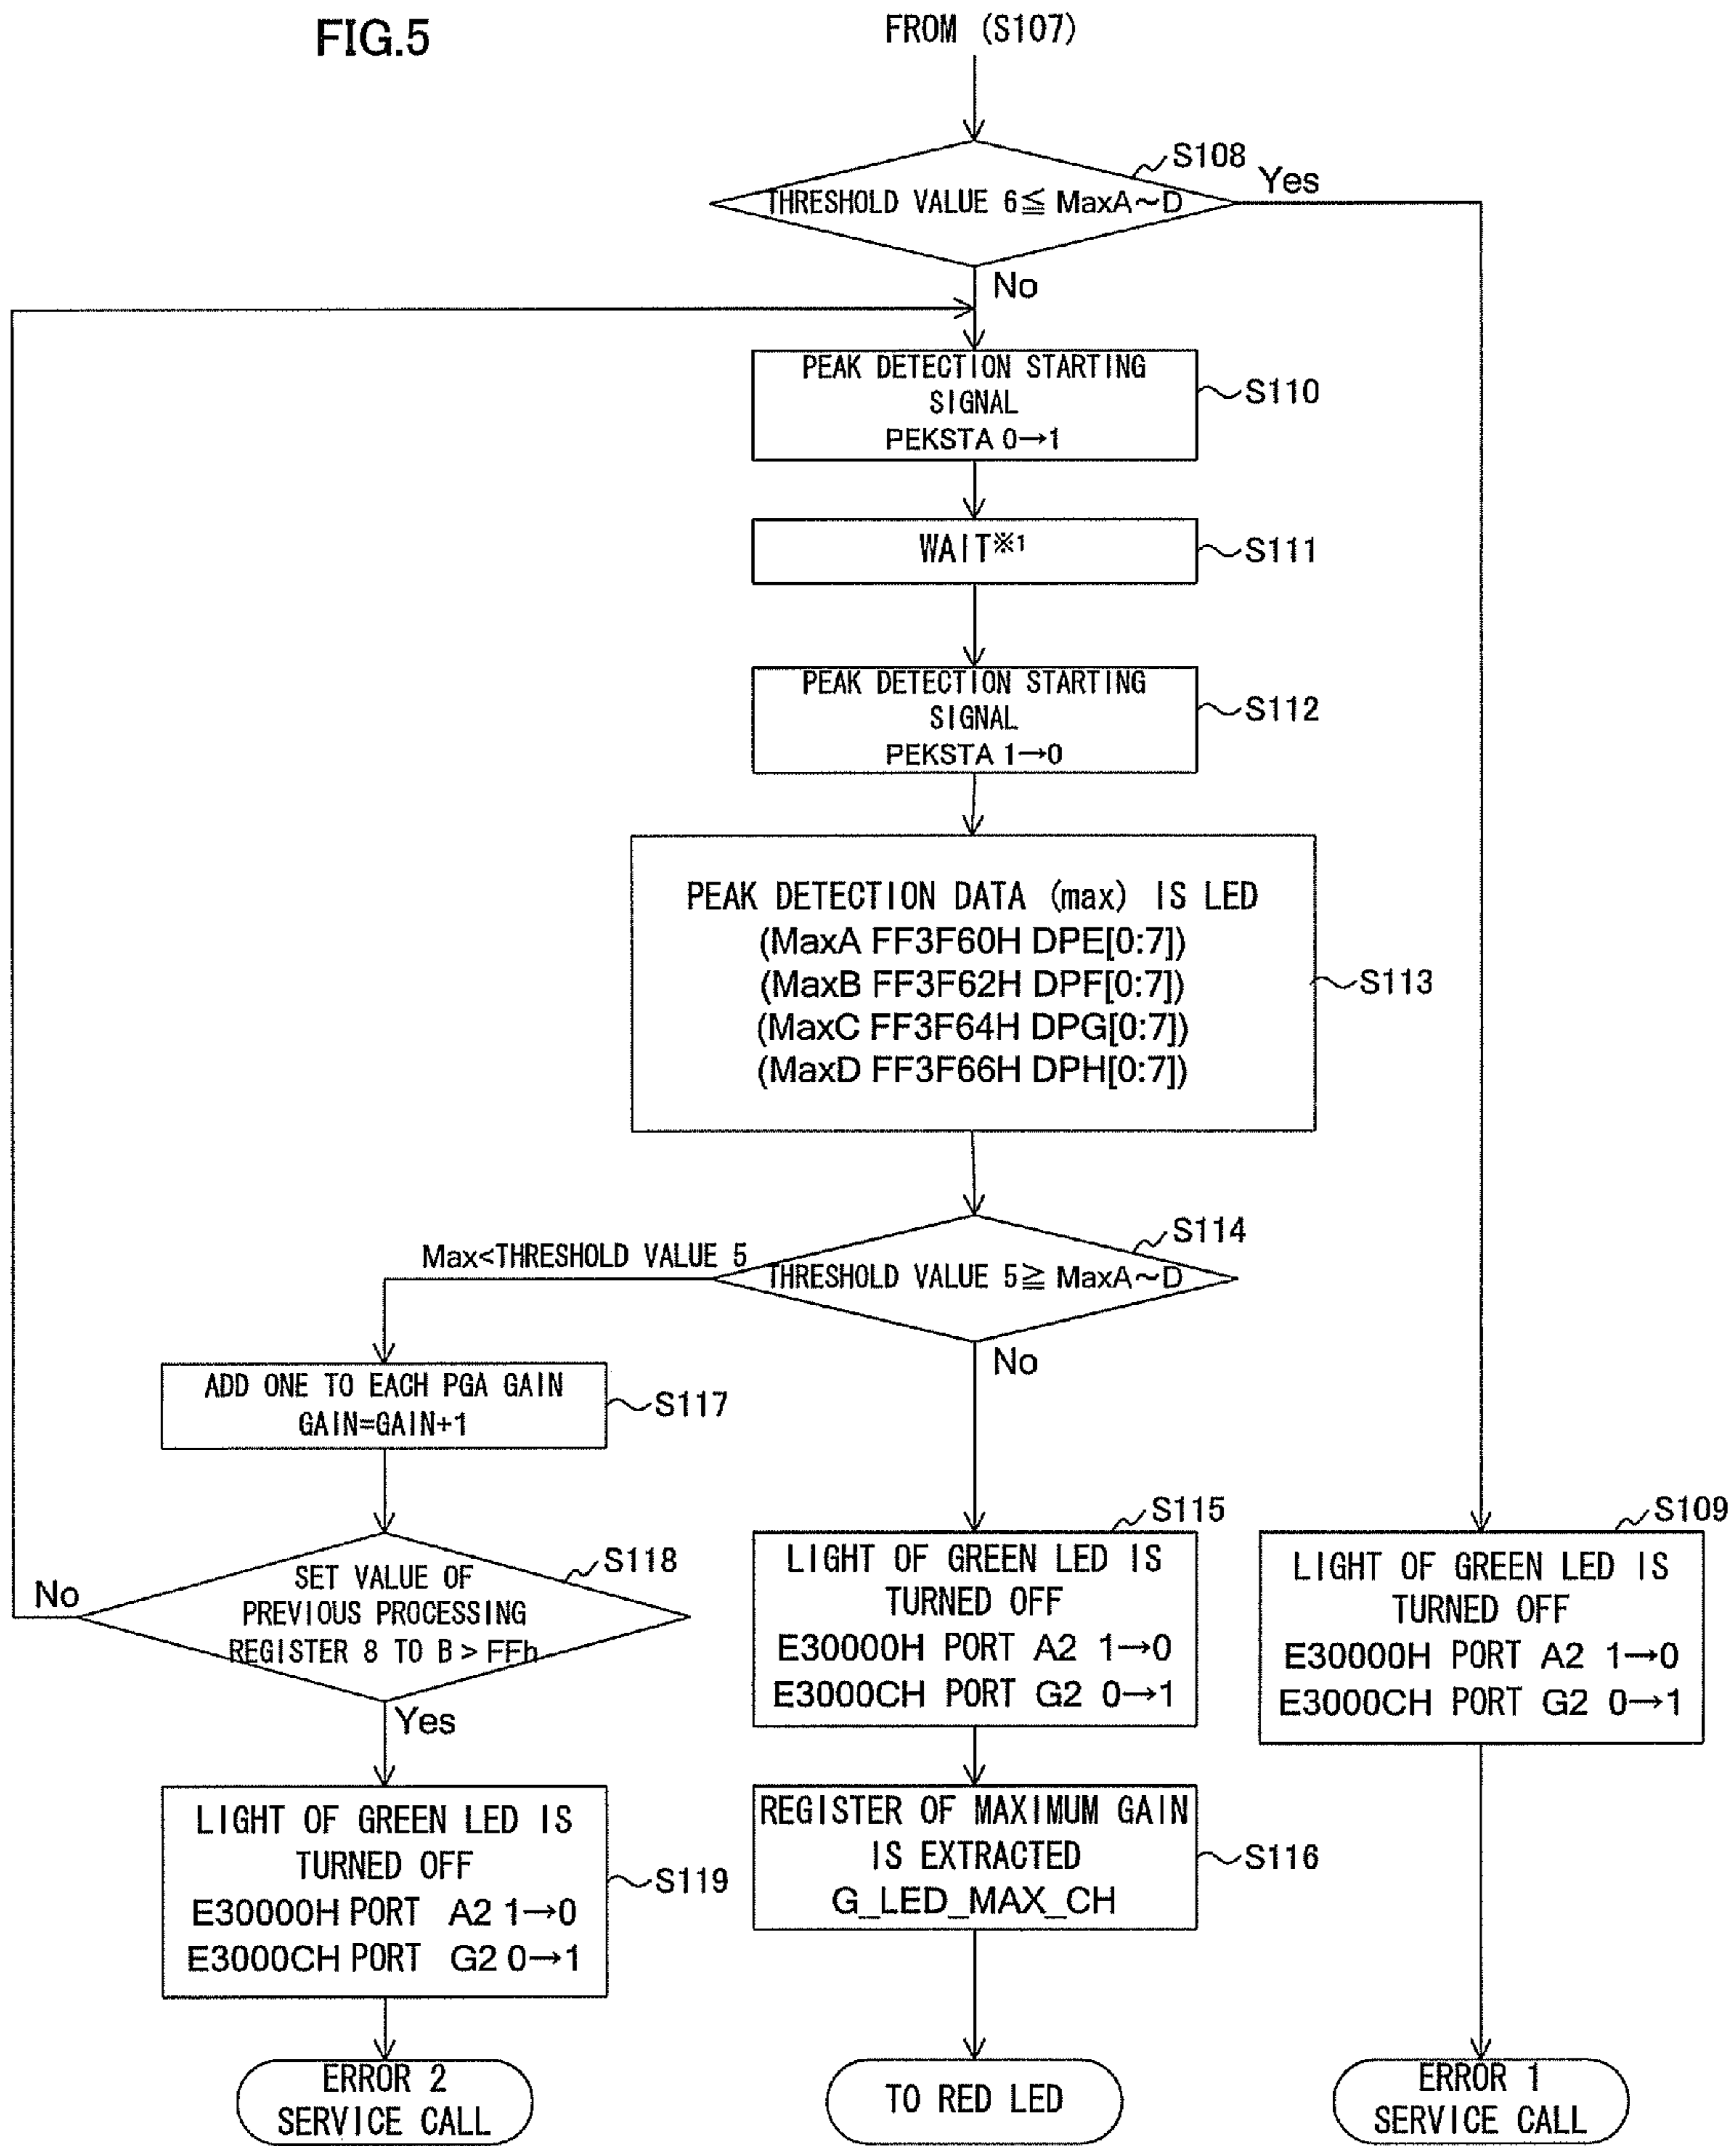 FIG.5
FROM (S107)
S108
THRESHOLD VALUE 6≦ MaxA～D
Yes
No
PEAK DETECTION STARTING
SIGNAL
PEKSTA 0→1
S110
WAIT※1
S111
PEAK DETECTION STARTING
SIGNAL
PEKSTA 1→0
S112
PEAK DETECTION DATA (max) IS LED
(MaxA FF3F60H DPE[0:7])
(MaxB FF3F62H DPF[0:7])
(MaxC FF3F64H DPG[0:7])
(MaxD FF3F66H DPH[0:7])
S113
S114
Max<THRESHOLD VALUE 5
THRESHOLD VALUE 5≧ MaxA～D
No
ADD ONE TO EACH PGA GAIN
GAIN=GAIN+1
S117
S118
No
SET VALUE OF
PREVIOUS PROCESSING
REGISTER 8 TO B > FFh
Yes
S115
LIGHT OF GREEN LED IS
TURNED OFF
E30000H PORT A2 1→0
E3000CH PORT G2 0→1
S109
LIGHT OF GREEN LED IS
TURNED OFF
E30000H PORT A2 1→0
E3000CH PORT G2 0→1
LIGHT OF GREEN LED IS
TURNED OFF
E30000H PORT A2 1→0
E3000CH PORT G2 0→1
S119
REGISTER OF MAXIMUM GAIN
IS EXTRACTED
G_LED_MAX_CH
S116
ERROR 2
SERVICE CALL
TO RED LED
ERROR 1
SERVICE CALL